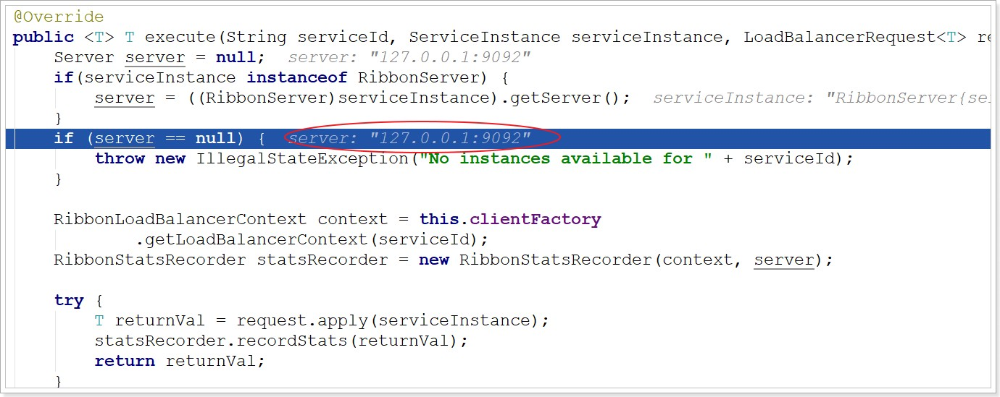 @Override
public <T> T execute(String serviceId, ServiceInstance serviceInstance, LoadBalancerRequest<T> re
    Server server = null;  server: "127.0.0.1:9092"
    if(serviceInstance instanceof RibbonServer) {
        server = ((RibbonServer)serviceInstance).getServer();  serviceInstance: "RibbonServer{se
    }
    if (server == null) {  server: "127.0.0.1:9092"
        throw new IllegalStateException("No instances available for " + serviceId);
    }
    RibbonLoadBalancerContext context = this.clientFactory
            .getLoadBalancerContext(serviceId);
    RibbonStatsRecorder statsRecorder = new RibbonStatsRecorder(context, server);
    try {
        T returnVal = request.apply(serviceInstance);
        statsRecorder.recordStats(returnVal);
        return returnVal;
    }